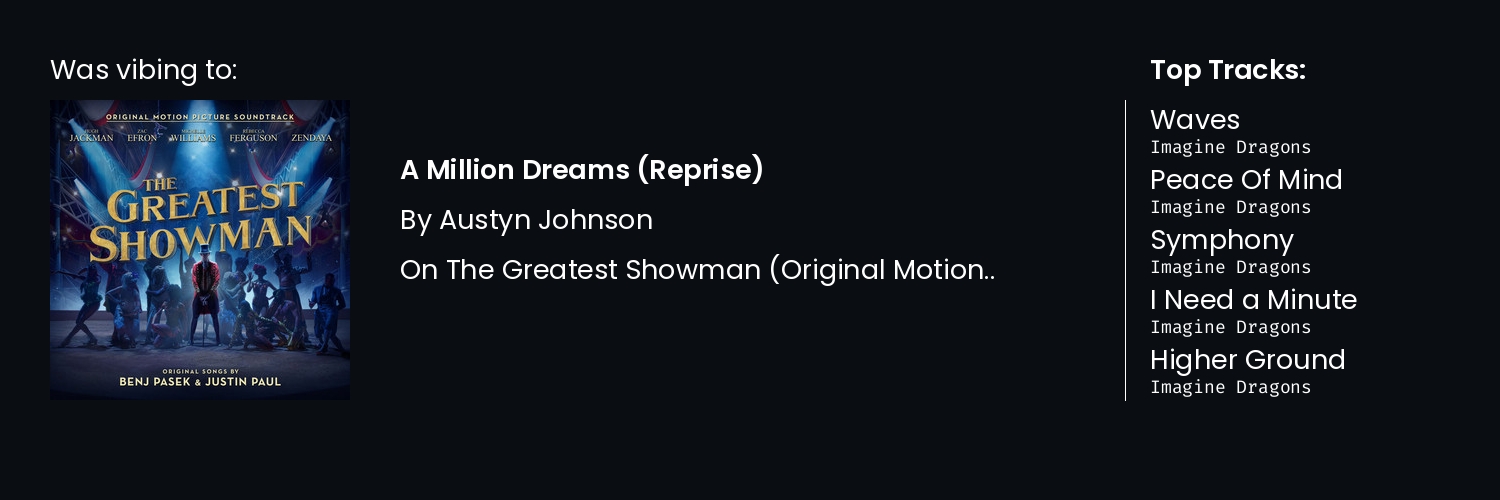 Was vibing to:
ORIGINAL MOTION PICTURE SOUNDTRACK
HUGH JACKMAN ZAC EFRON MICHELLE WILLIAMS REBECCA FERGUSON ZENDAYA
THE
GREATEST
SHOWMAN
ORIGINAL SONGS BY
BENJ PASEK & JUSTIN PAUL
A Million Dreams (Reprise)
By Austyn Johnson
On The Greatest Showman (Original Motion..
Top Tracks:
Waves
Imagine Dragons
Peace Of Mind
Imagine Dragons
Symphony
Imagine Dragons
I Need a Minute
Imagine Dragons
Higher Ground
Imagine Dragons